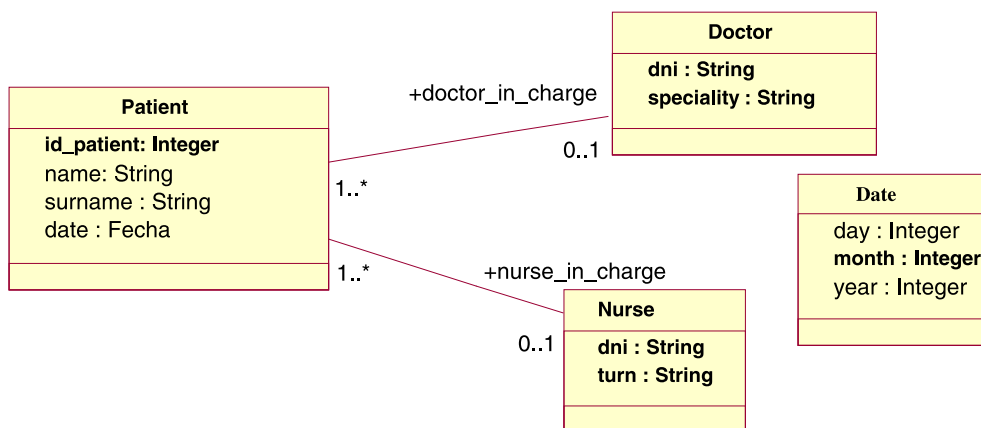 Patient
id_patient: Integer
name: String
surname : String
date : Fecha
+doctor_in_charge
0..1
1..*
Doctor
dni : String
speciality : String
1..*
+nurse_in_charge
0..1
Nurse
dni : String
turn : String
Date
day : Integer
month : Integer
year : Integer